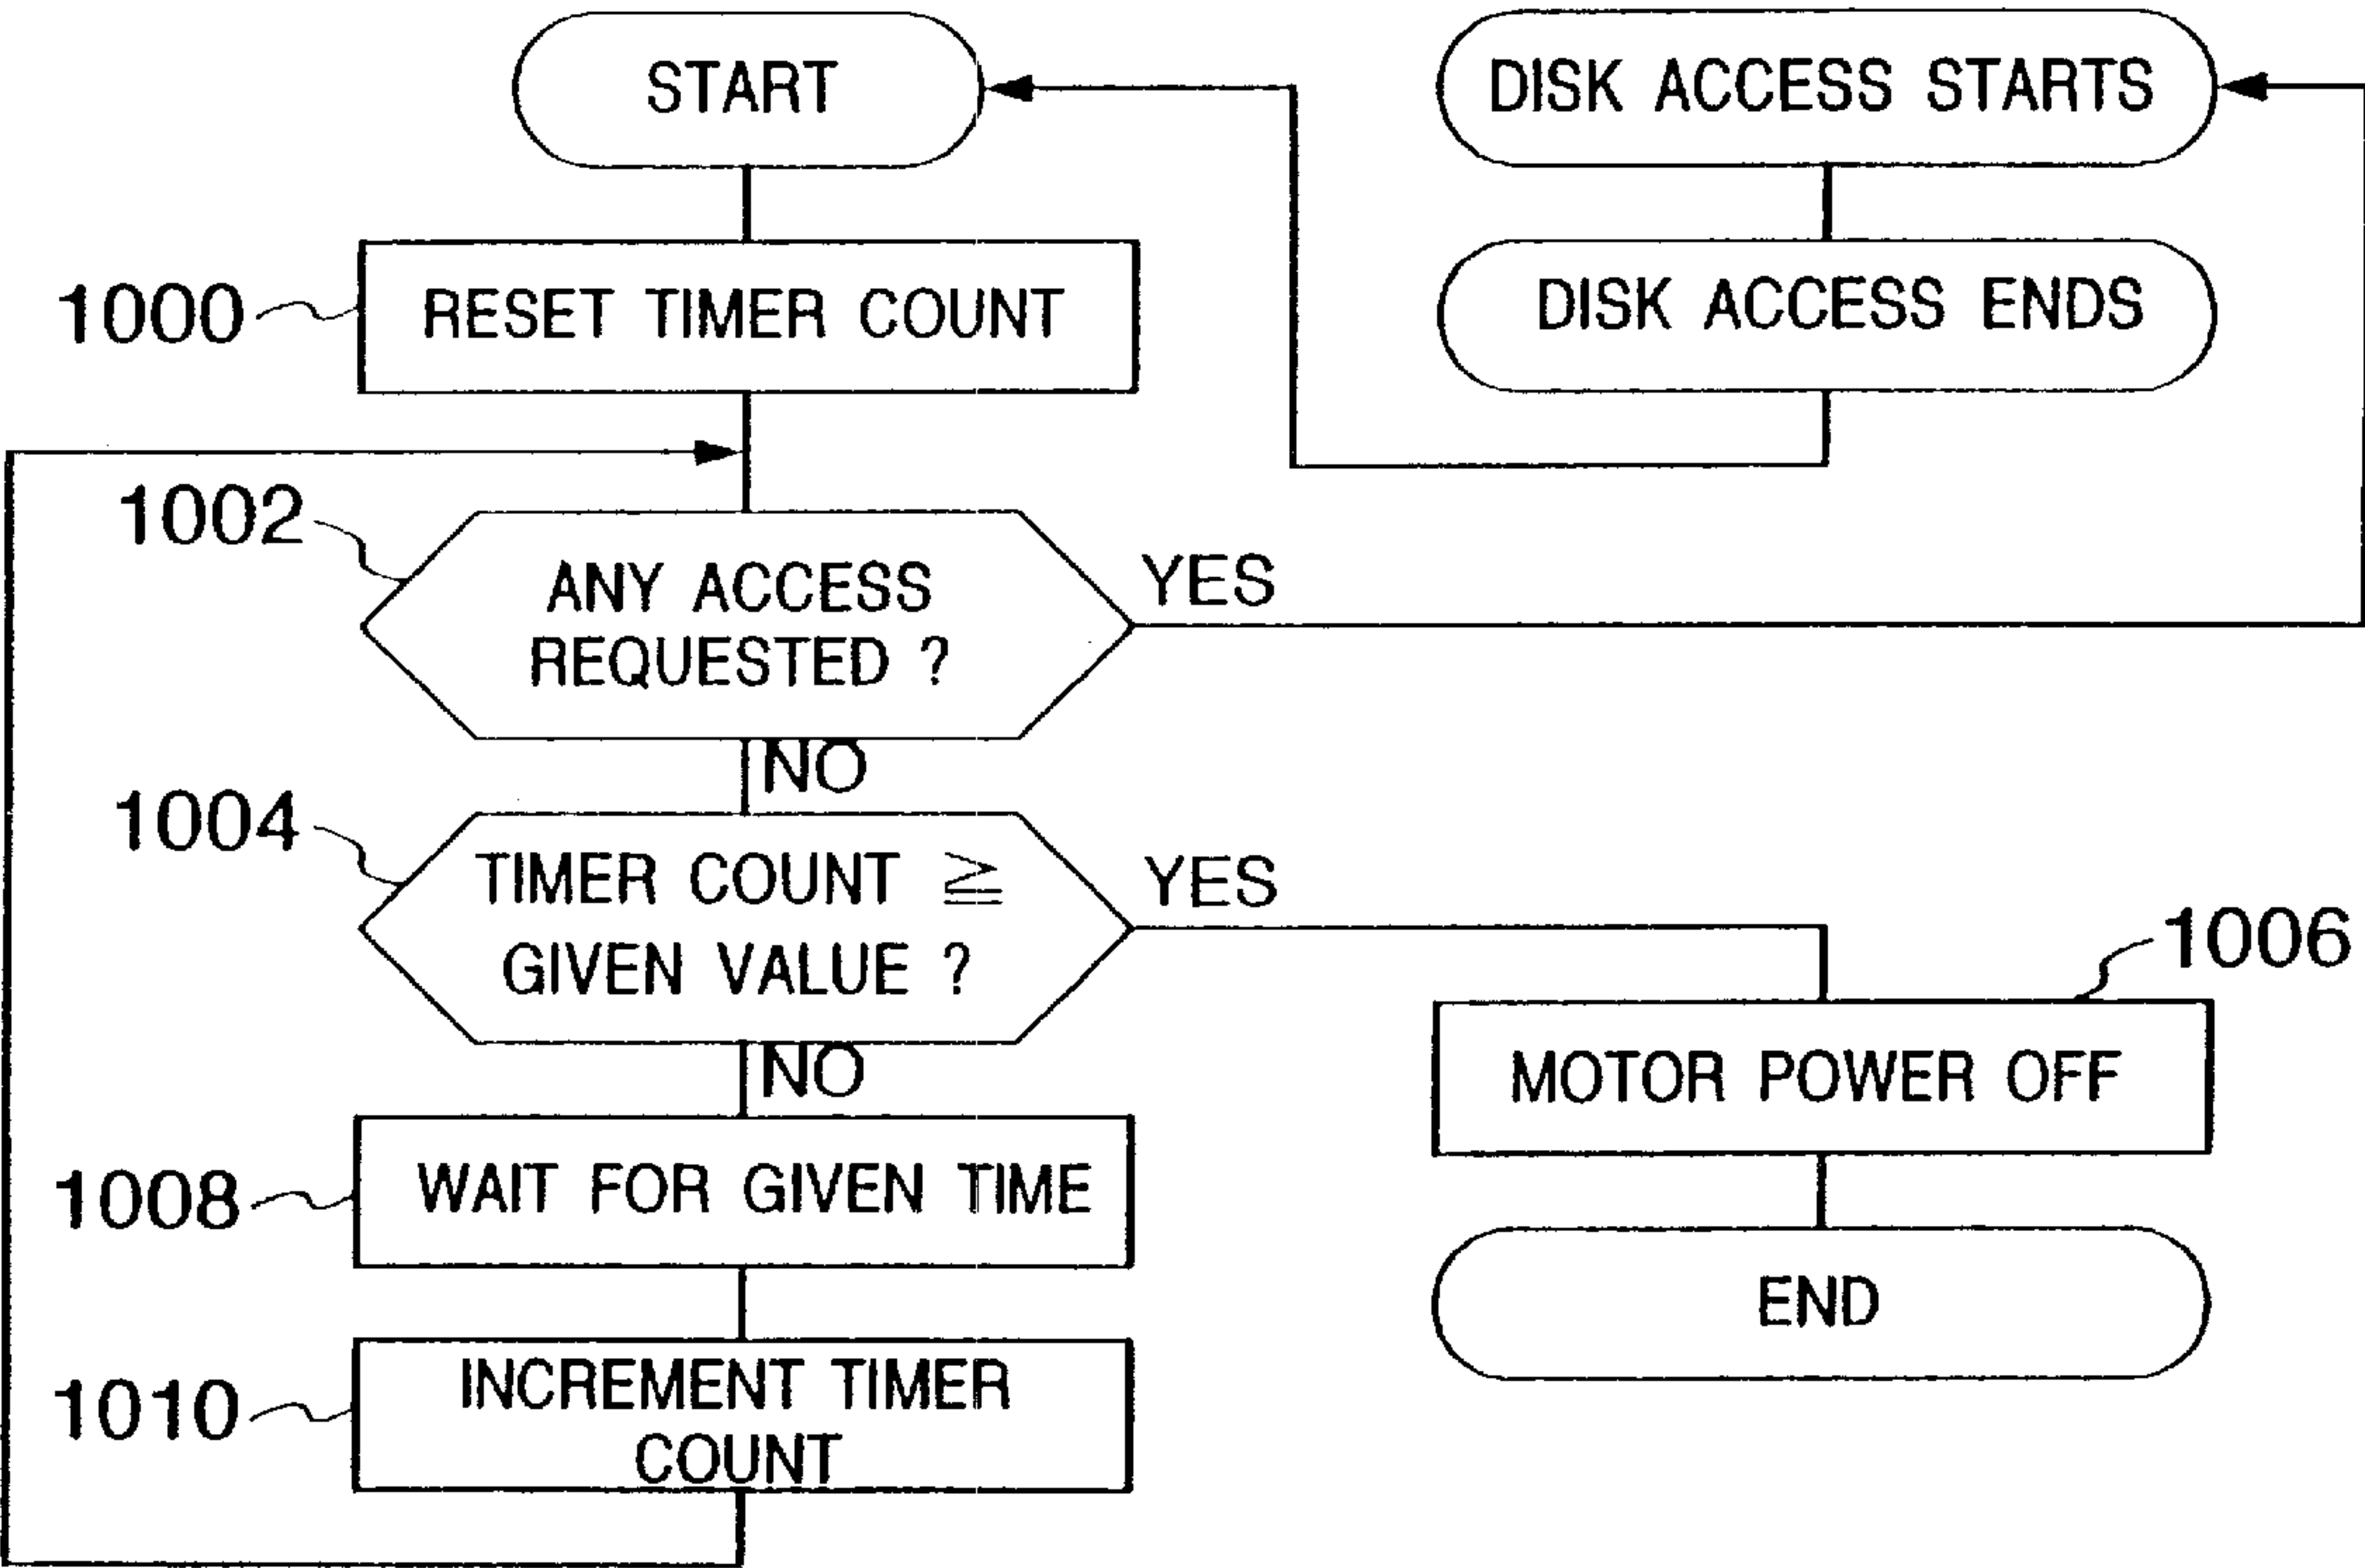 START
DISK ACCESS STARTS
1000
RESET TIMER COUNT
DISK ACCESS ENDS
1002
ANY ACCESS
REQUESTED ?
YES
NO
1004
TIMER COUNT ≧
GIVEN VALUE ?
YES
1006
MOTOR POWER OFF
NO
1008
WAIT FOR GIVEN TIME
END
1010
INCREMENT TIMER
COUNT